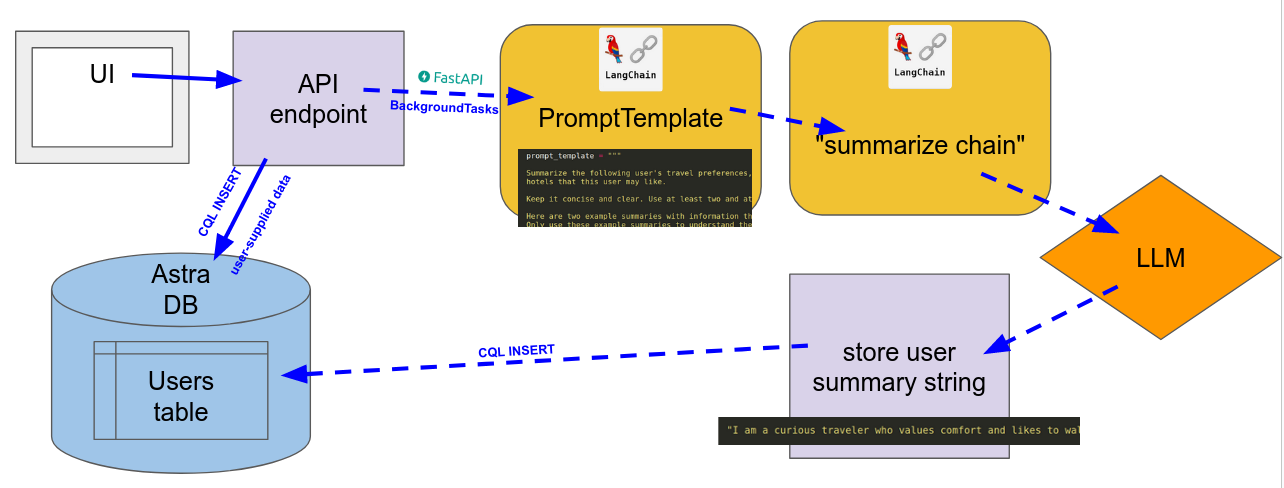 UI
API
endpoint
FastAPI
BackgroundTasks
LangChain
PromptTemplate
prompt_template = """
Summarize the following user's travel preferences,
hotels that this user may like.
Keep it concise and clear. Use at least two and at
Here are two example summaries with information th
Only use these example summaries to understand the
LangChain
"summarize chain"
LLM
CQL INSERT
user-supplied data
Astra
DB
Users
table
CQL INSERT
store user
summary string
"I am a curious traveler who values comfort and likes to wal